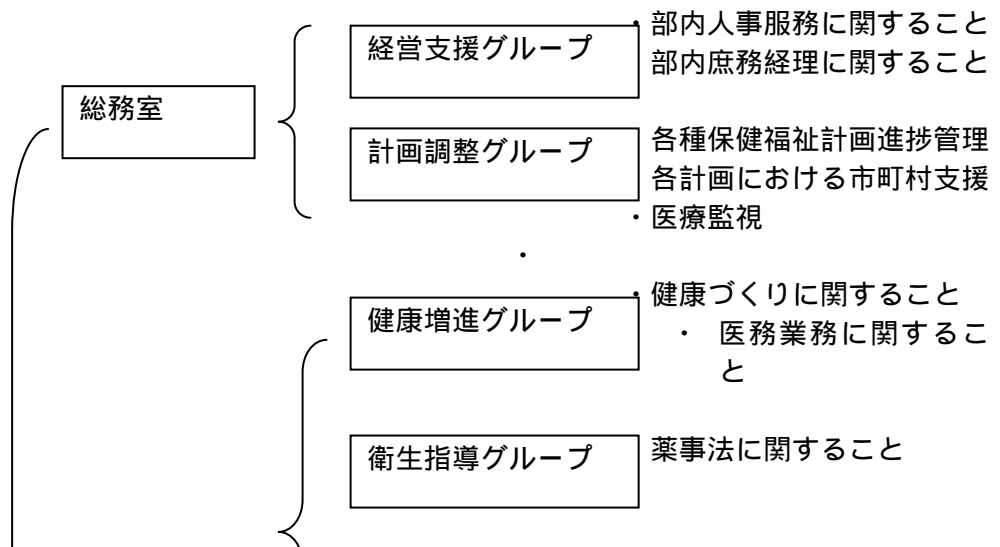 総務室
経営支援グループ
・部内人事服務に関すること
部内庶務経理に関すること
計画調整グループ
各種保健福祉計画進捗管理
各計画における市町村支援
・医療監視
・
健康増進グループ
・健康づくりに関すること
・ 医務業務に関するこ
と
衛生指導グループ
薬事法に関すること